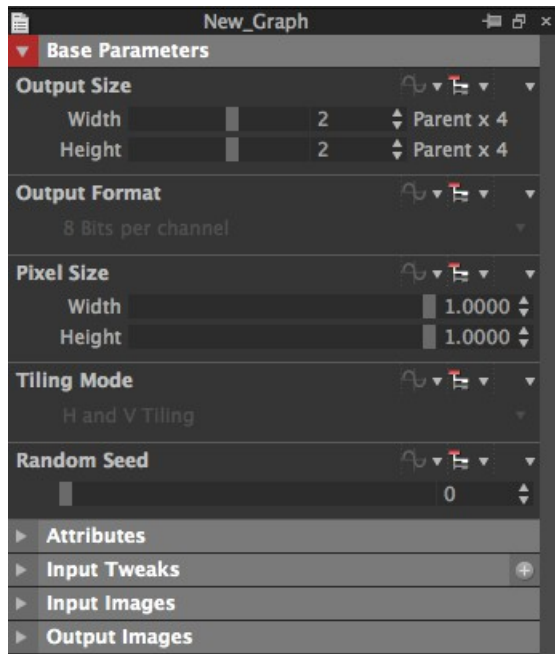 New_Graph
Base Parameters
Output Size
Width 2 Parent x 4
Height 2 Parent x 4
Output Format
8 Bits per channel
Pixel Size
Width 1.0000
Height 1.0000
Tiling Mode
H and V Tiling
Random Seed
0
Attributes
Input Tweaks
Input Images
Output Images